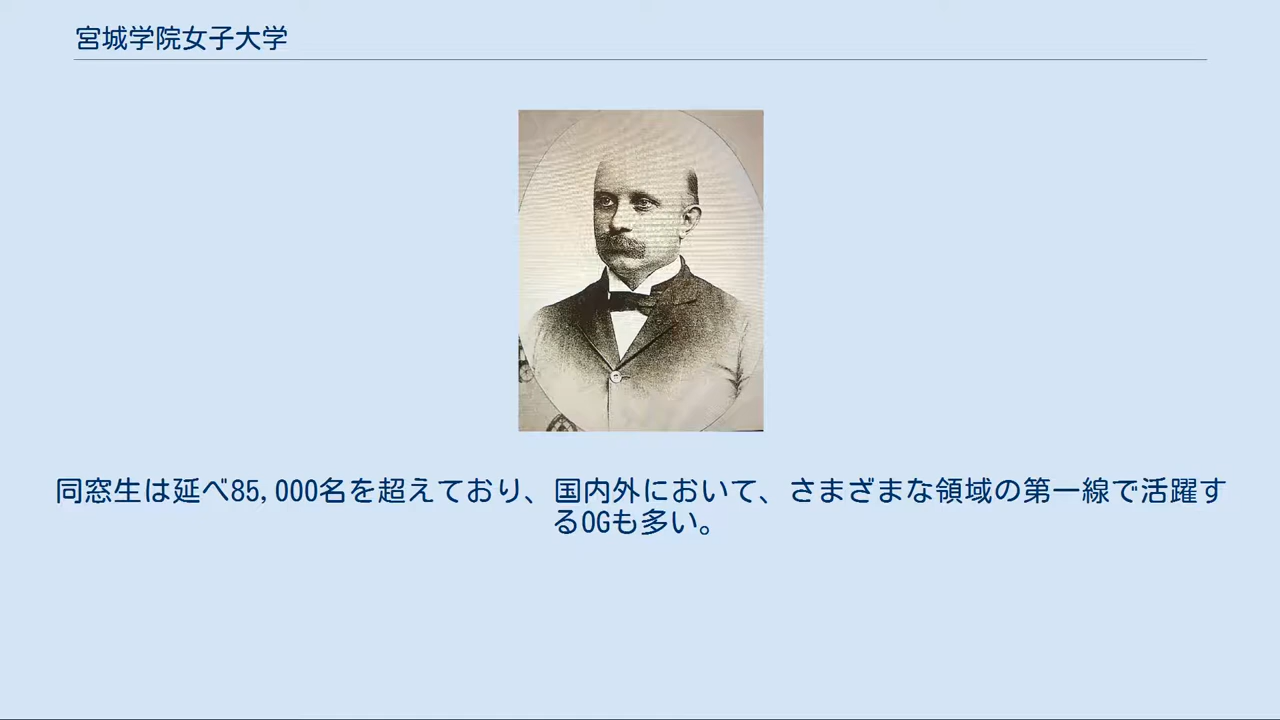 宮城学院女子大学
同窓生は延べ85,000名を超えており、国内外において、さまざまな領域の第一線で活躍す
るOGも多い。